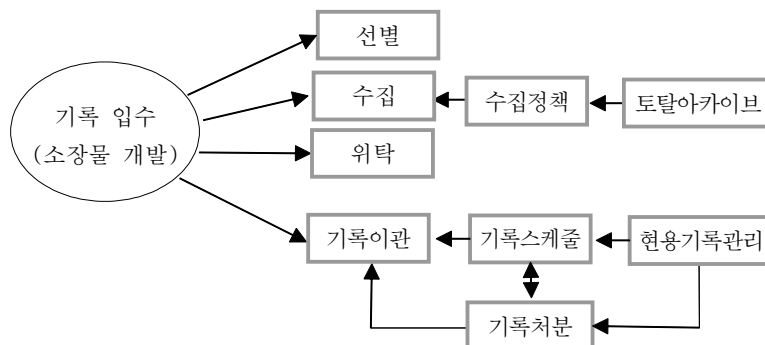 선별
기록 입수
(소장물 개발)
수집
수집정책
토탈아카이브
위탁
기록이관
기록스케줄
현용기록관리
기록처분